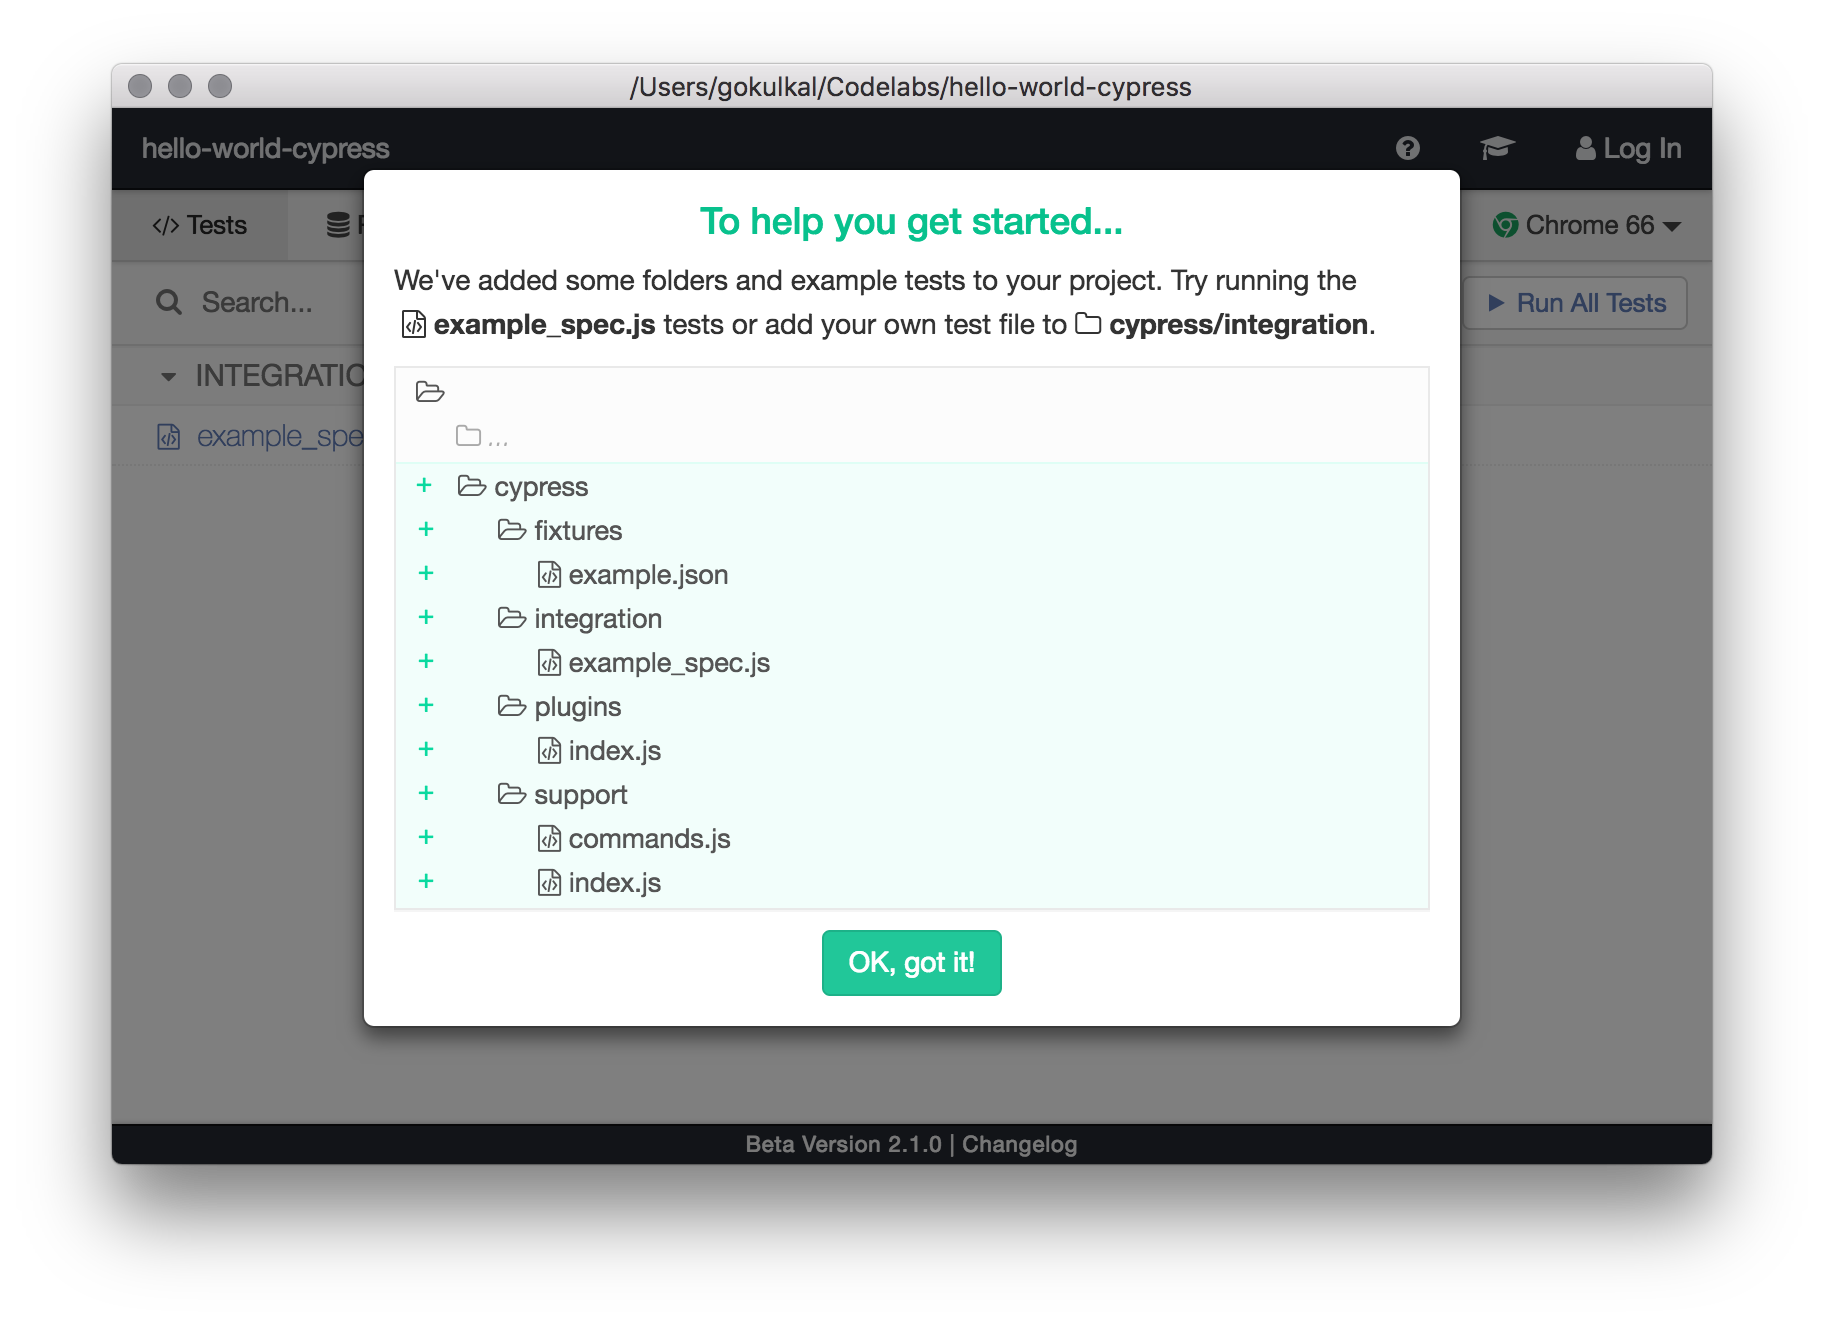 /Users/gokulkal/Codelabs/hello-world-cypress
hello-world-cypress
Log In
</> Tests
Chrome 66
Search...
Run All Tests
INTEGRATIO
example_spe
To help you get started...
We've added some folders and example tests to your project. Try running the
example_spec.js tests or add your own test file to cypress/integration.
...
+ cypress
+ fixtures
+ example.json
+ integration
+ example_spec.js
+ plugins
+ index.js
+ support
+ commands.js
+ index.js
OK, got it!
Beta Version 2.1.0 | Changelog